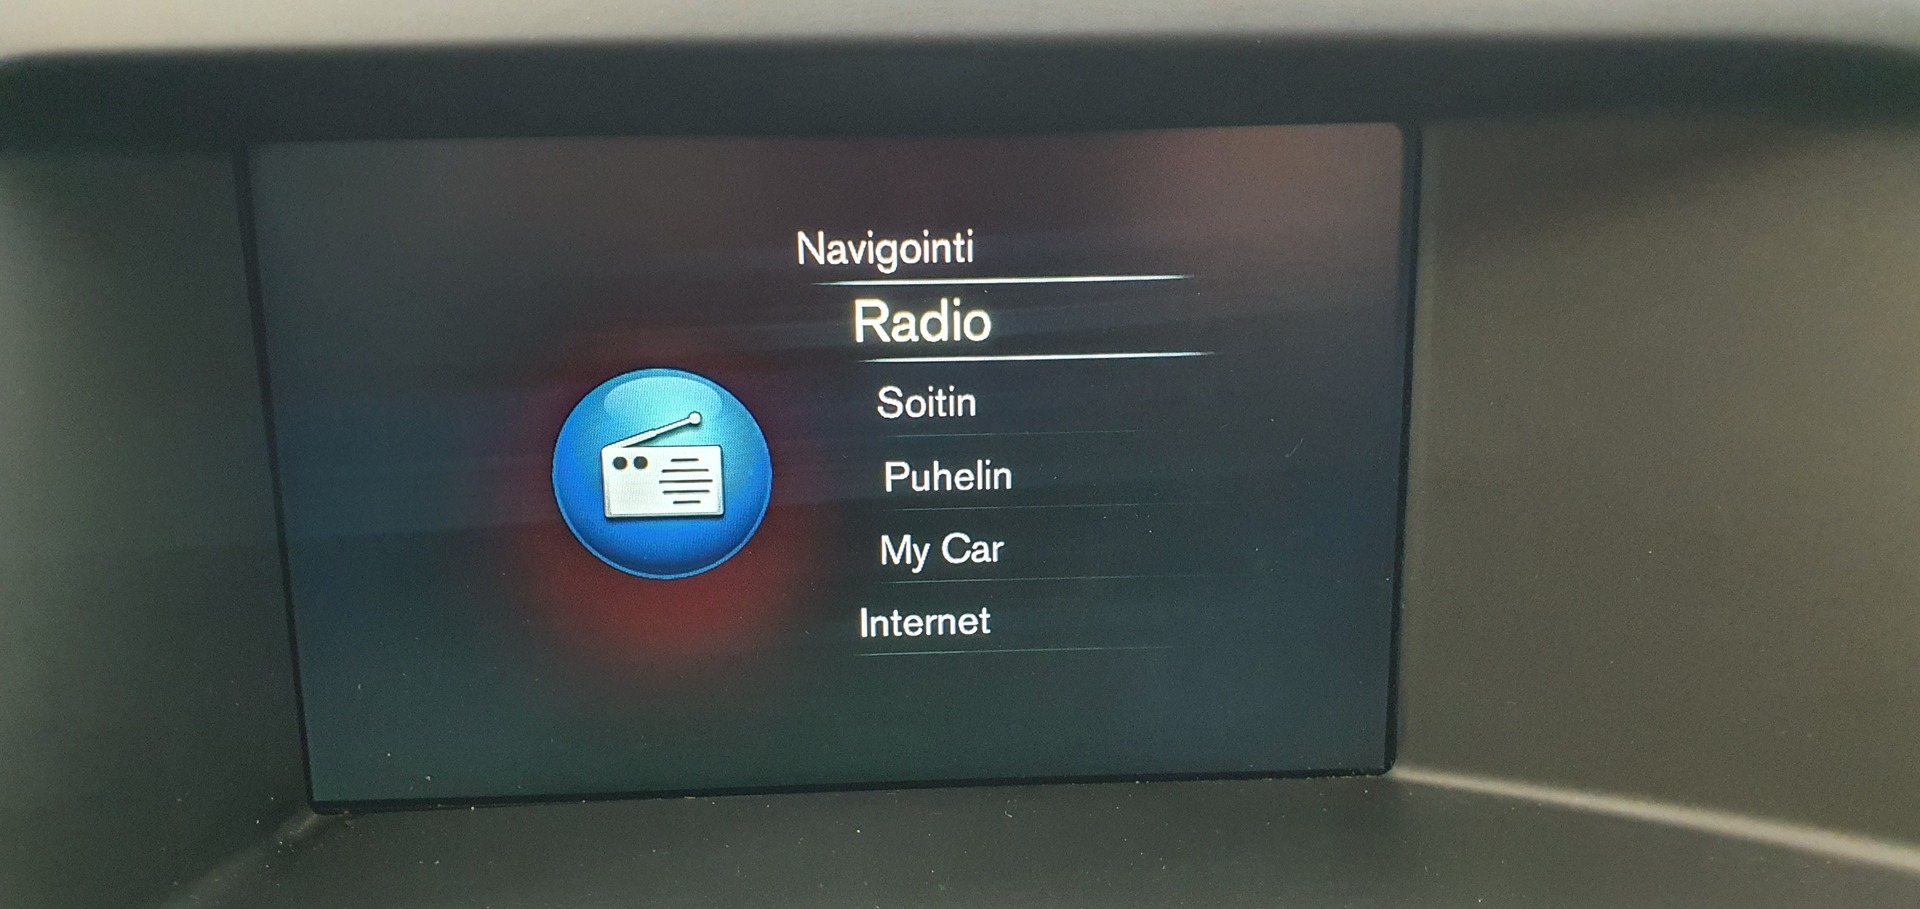 Navigointi
Radio
Soitin
Puhelin
My Car
Internet